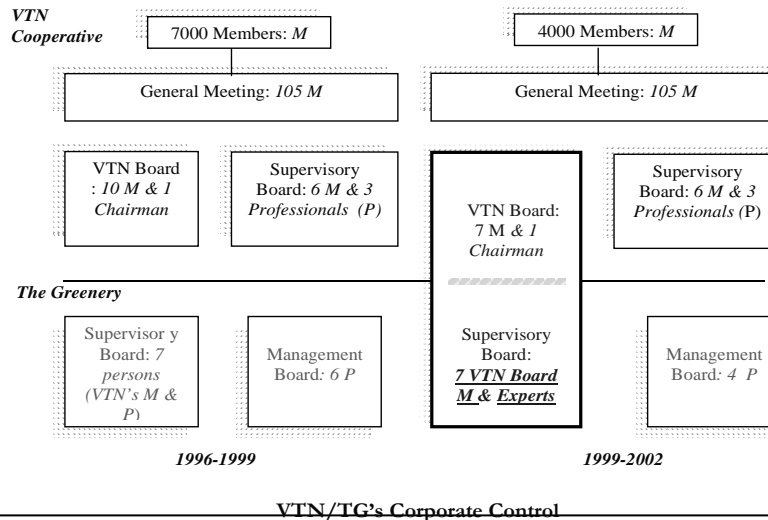 VTN
Cooperative
7000 Members: M
4000 Members: M
General Meeting: 105 M
General Meeting: 105 M
VTN Board
: 10 M & 1
Chairman
Supervisory
Board: 6 M & 3
Professionals (P)
VTN Board:
7 M & 1
Chairman
Supervisory
Board: 6 M & 3
Professionals (P)
The Greenery
Supervisor y
Board: 7
persons
(VTN's M &
P)
Management
Board: 6 P
Supervisory
Board:
7 VTN Board
M & Experts
Management
Board: 4 P
1996-1999
1999-2002
VTN/TG's Corporate Control